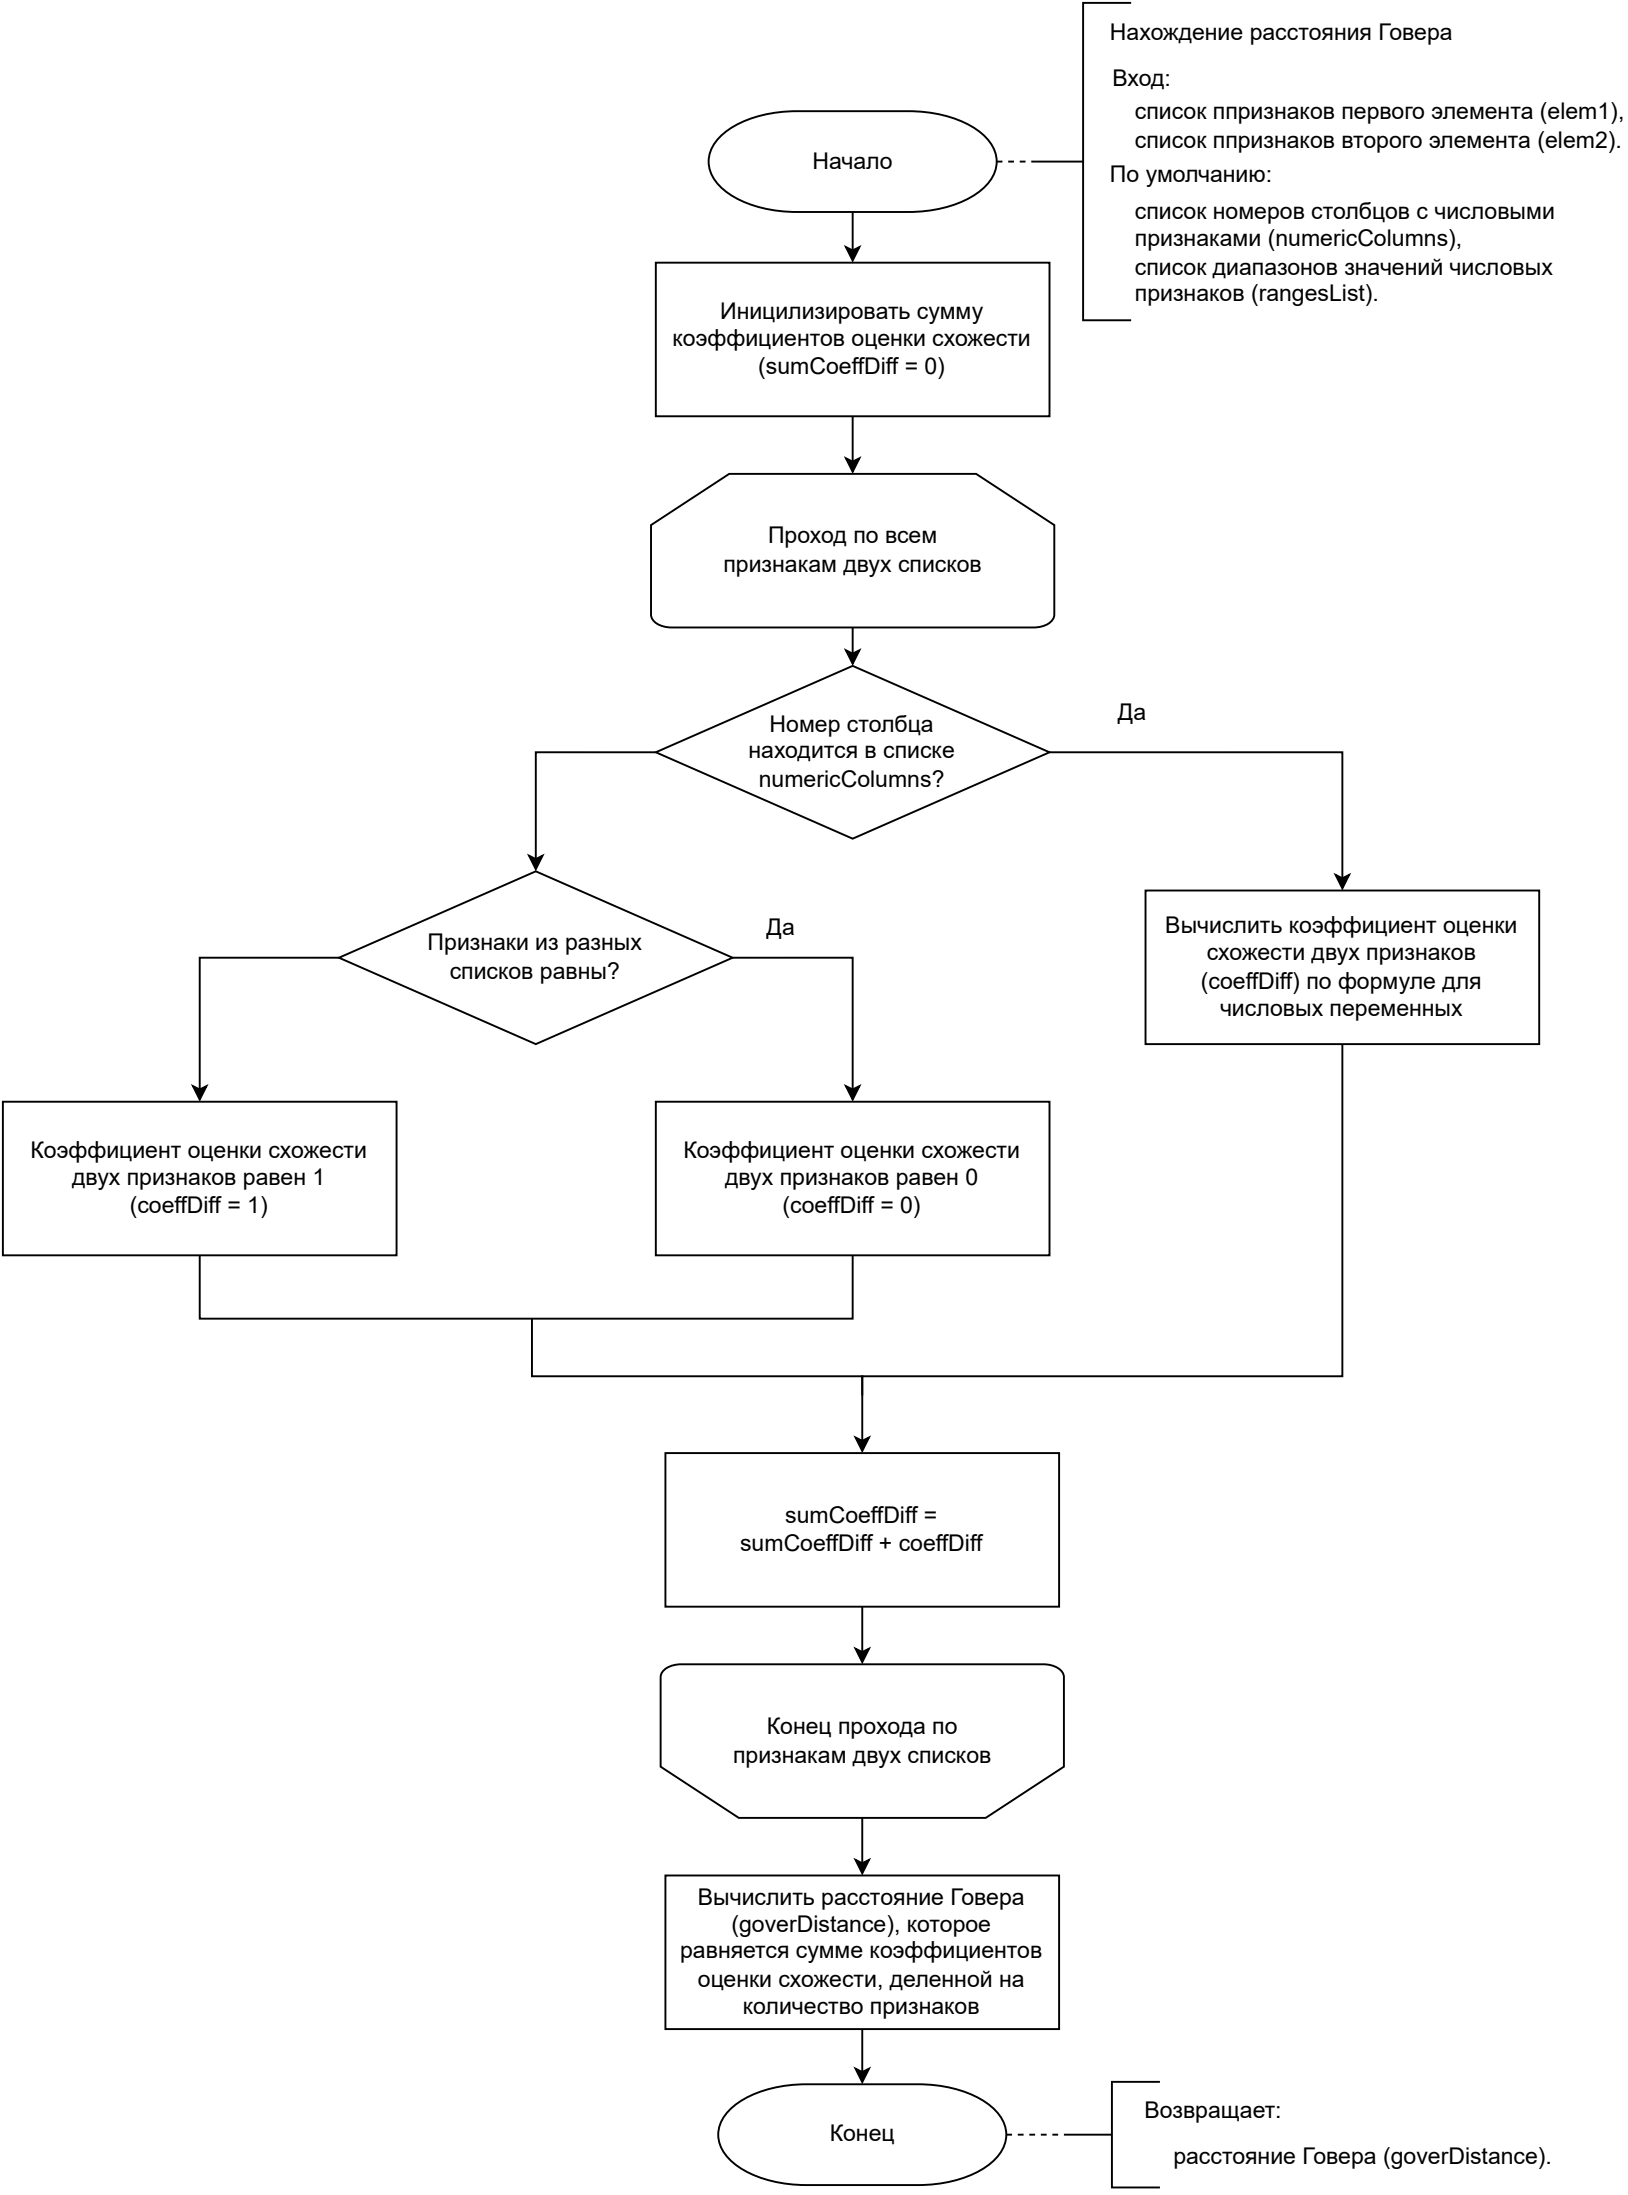 Нахождение расстояния Говера
Вход:
список ппризнаков первого элемента (elem1),
список ппризнаков второго элемента (elem2).
По умолчанию:
список номеров столбцов с числовыми
признаками (numericColumns),
список диапазонов значений числовых
признаков (rangesList).
Начало
Иницилизировать сумму
коэффициентов оценки схожести
(sumCoeffDiff = 0)
Проход по всем
признакам двух списков
Номер столбца
находится в списке
numericColumns?
Да
Признаки из разных
списков равны?
Да
Вычислить коэффициент оценки
схожести двух признаков
(coeffDiff) по формуле для
числовых переменных
Коэффициент оценки схожести
двух признаков равен 1
(coeffDiff = 1)
Коэффициент оценки схожести
двух признаков равен 0
(coeffDiff = 0)
sumCoeffDiff =
sumCoeffDiff + coeffDiff
Конец прохода по
признакам двух списков
Вычислить расстояние Говера
(goverDistance), которое
равняется сумме коэффициентов
оценки схожести, деленной на
количество признаков
Конец
Возвращает:
расстояние Говера (goverDistance).